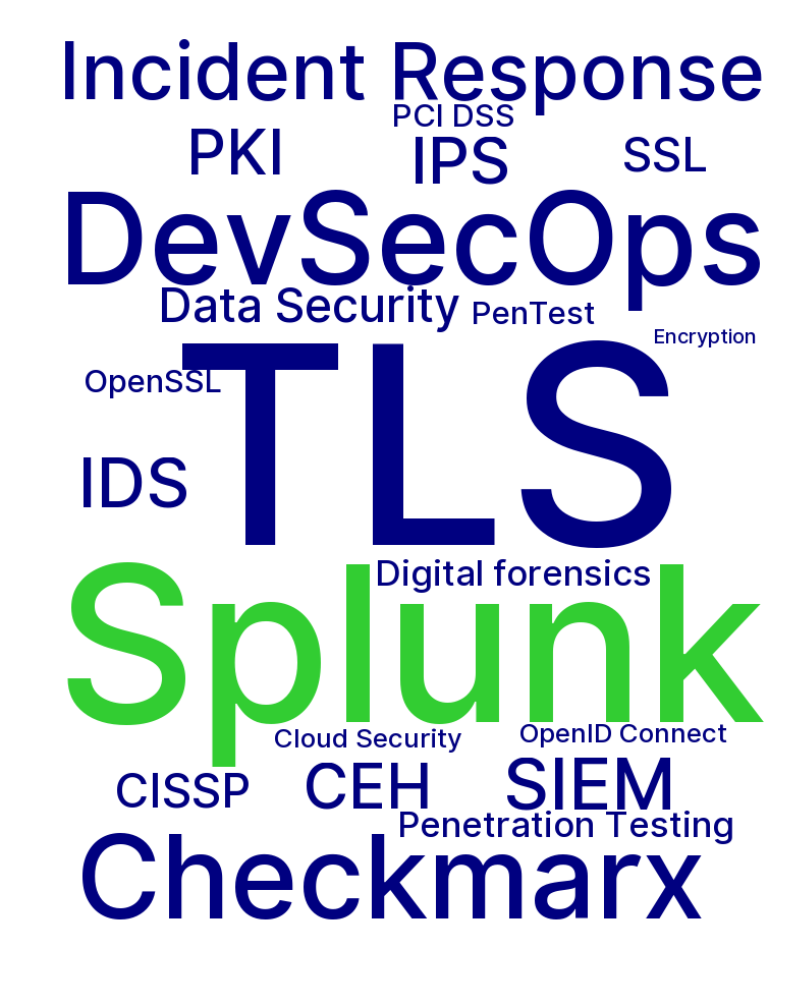 Incident Response
PCI DSS
PKI
IPS
SSL
DevSecOps
Data Security
PenTest
Encryption
TLS
OpenSSL
IDS
Splunk
Digital forensics
Cloud Security
OpenID Connect
CISSP
CEH
SIEM
Penetration Testing
Checkmarx